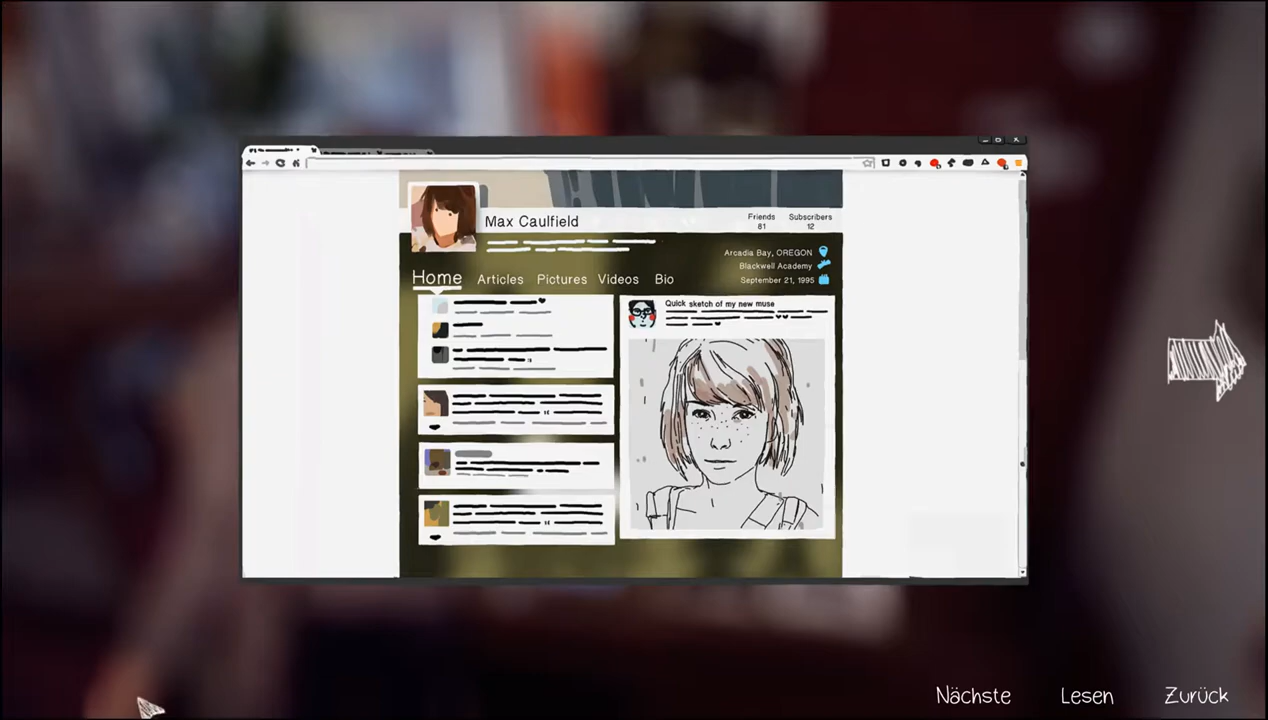 Max Caulfield
Friends
81
Subscribers
12
Arcadia Bay, OREGON
Blackwell Academy
September 21, 1995
Home Articles Pictures Videos Bio
Quick sketch of my new muse
Nächste Lesen Zurück